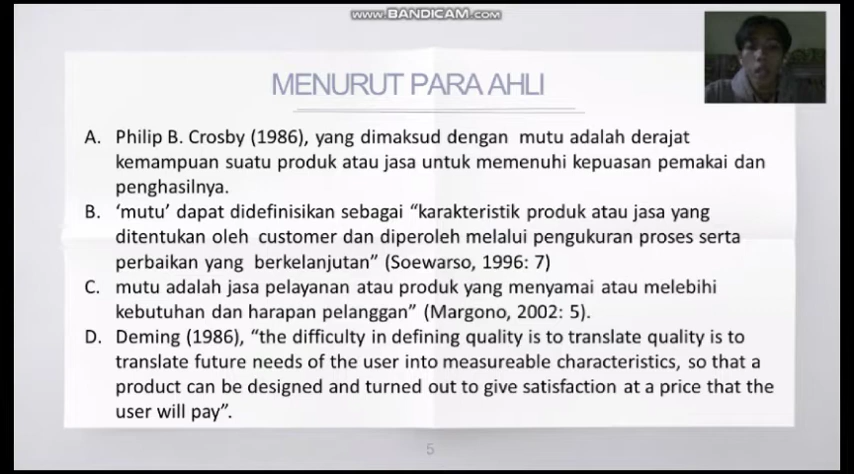 www.BANDICAM.COM
MENURUT PARA AHLI
A. Philip B. Crosby (1986), yang dimaksud dengan mutu adalah derajat
kemampuan suatu produk atau jasa untuk memenuhi kepuasan pemakai dan
penghasilnya.
B. ‘mutu’ dapat didefinisikan sebagai “karakteristik produk atau jasa yang
ditentukan oleh customer dan diperoleh melalui pengukuran proses serta
perbaikan yang berkelanjutan” (Soewarso, 1996: 7)
C. mutu adalah jasa pelayanan atau produk yang menyamai atau melebihi
kebutuhan dan harapan pelanggan” (Margono, 2002: 5).
D. Deming (1986), “the difficulty in defining quality is to translate quality is to
translate future needs of the user into measureable characteristics, so that a
product can be designed and turned out to give satisfaction at a price that the
user will pay”.
5